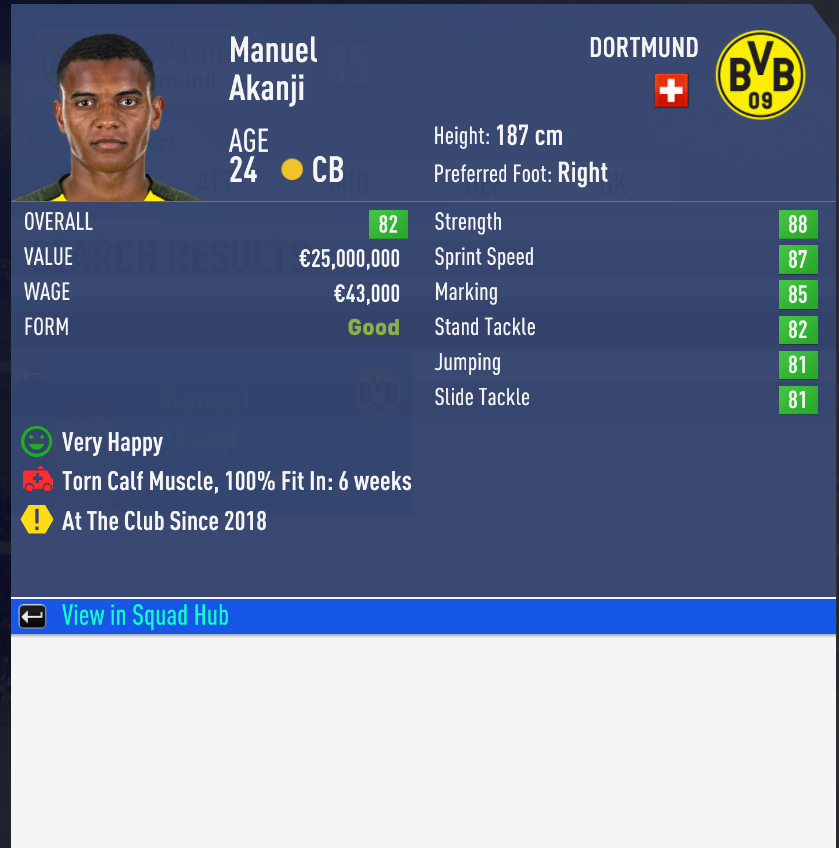 Manuel
Akanji
AGE
24 CB
DORTMUND
BVB
09
Height: 187 cm
Preferred Foot: Right
OVERALL 82
VALUE €25,000,000
WAGE €43,000
FORM Good
Strength 88
Sprint Speed 87
Marking 85
Stand Tackle 82
Jumping 81
Slide Tackle 81
Very Happy
Torn Calf Muscle, 100% Fit In: 6 weeks
At The Club Since 2018
View in Squad Hub